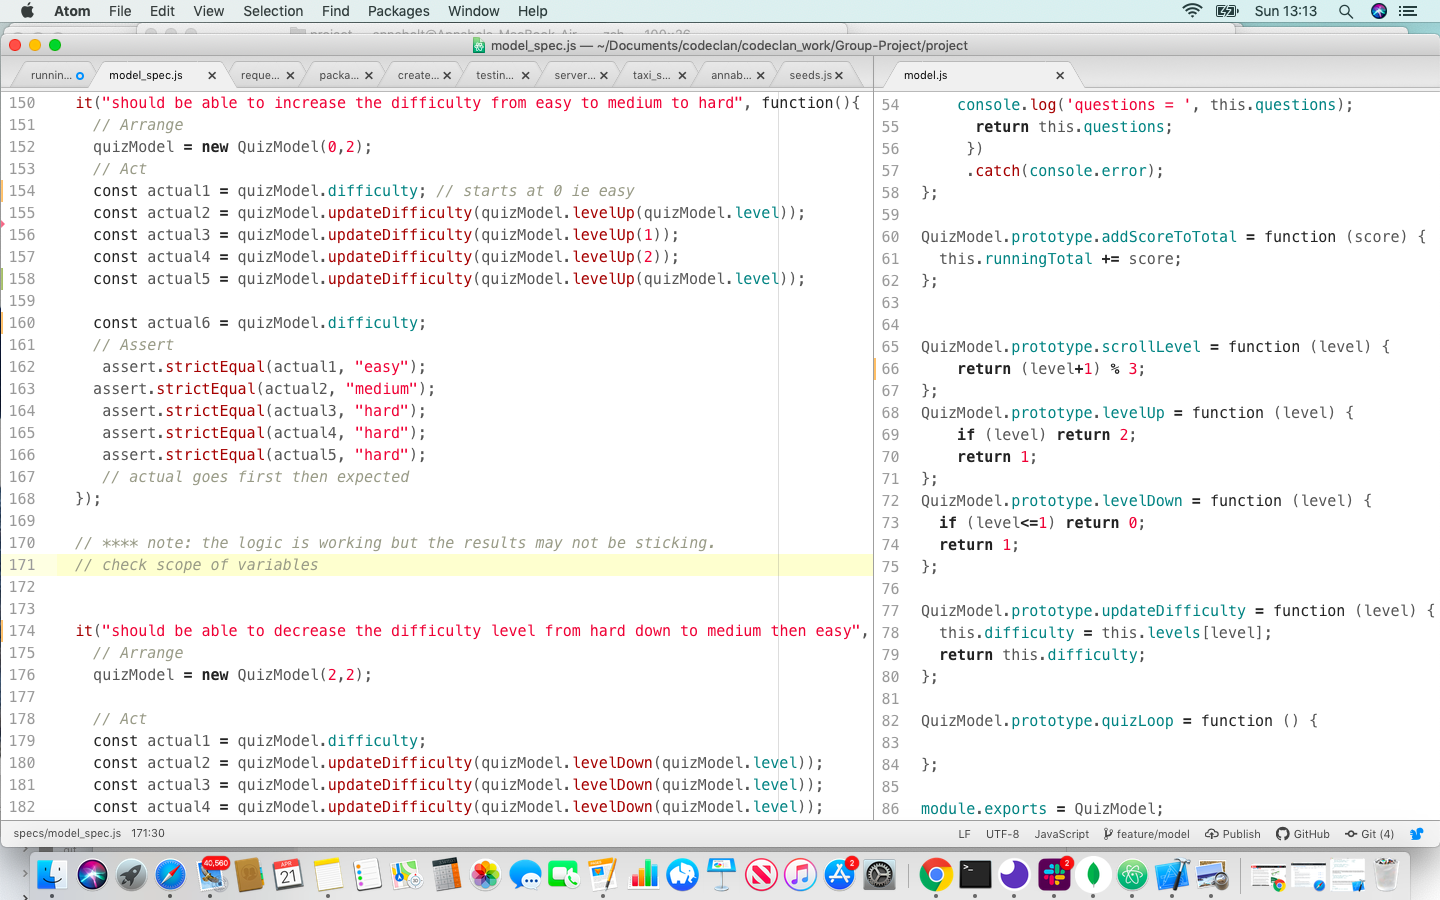 Atom File Edit View Selection Find Packages Window Help Sun 13:13
model_spec.js — ~/Documents/codeclan/codeclan_work/Group-Project/project
runnin... model_spec.js reque... packa... create... testin... server... taxi_s... annab... seeds.js model.js
150 it("should be able to increase the difficulty from easy to medium to hard", function(){
151 // Arrange
152 quizModel = new QuizModel(0,2);
153 // Act
154 const actual1 = quizModel.difficulty; // starts at 0 ie easy
155 const actual2 = quizModel.updateDifficulty(quizModel.levelUp(quizModel.level));
156 const actual3 = quizModel.updateDifficulty(quizModel.levelUp(1));
157 const actual4 = quizModel.updateDifficulty(quizModel.levelUp(2));
158 const actual5 = quizModel.updateDifficulty(quizModel.levelUp(quizModel.level));
159
160 const actual6 = quizModel.difficulty;
161 // Assert
162 assert.strictEqual(actual1, "easy");
163 assert.strictEqual(actual2, "medium");
164 assert.strictEqual(actual3, "hard");
165 assert.strictEqual(actual4, "hard");
166 assert.strictEqual(actual5, "hard");
167 // actual goes first then expected
168 });
169
170 // **** note: the logic is working but the results may not be sticking.
171 // check scope of variables
172
173
174 it("should be able to decrease the difficulty level from hard down to medium then easy",
175 // Arrange
176 quizModel = new QuizModel(2,2);
177
178 // Act
179 const actual1 = quizModel.difficulty;
180 const actual2 = quizModel.updateDifficulty(quizModel.levelDown(quizModel.level));
181 const actual3 = quizModel.updateDifficulty(quizModel.levelDown(quizModel.level));
182 const actual4 = quizModel.updateDifficulty(quizModel.levelDown(quizModel.level));
54 console.log('questions = ', this.questions);
55 return this.questions;
56 })
57 .catch(console.error);
58 };
59
60 QuizModel.prototype.addScoreToTotal = function (score) {
61 this.runningTotal += score;
62 };
63
64
65 QuizModel.prototype.scrollLevel = function (level) {
66 return (level+1) % 3;
67 };
68 QuizModel.prototype.levelUp = function (level) {
69 if (level) return 2;
70 return 1;
71 };
72 QuizModel.prototype.levelDown = function (level) {
73 if (level<=1) return 0;
74 return 1;
75 };
76
77 QuizModel.prototype.updateDifficulty = function (level) {
78 this.difficulty = this.levels[level];
79 return this.difficulty;
80 };
81
82 QuizModel.prototype.quizLoop = function () {
83
84 };
85
86 module.exports = QuizModel;
specs/model_spec.js 171:30 LF UTF-8 JavaScript feature/model Publish GitHub Git (4)
40,560 APR 21 2 2